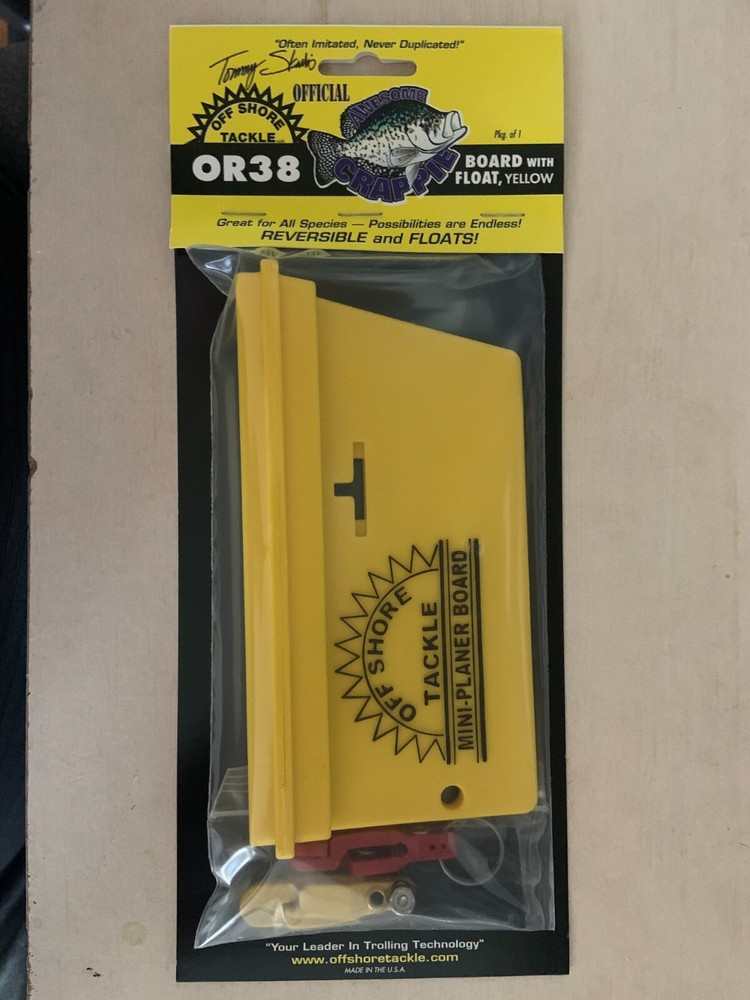 "Often Imitated, Never Duplicated!"
Tommy Skarlis
OFFICIAL
AWESOME
CRAPPIE
OFF SHORE
TACKLE
Pkg. of 1
OR38
BOARD WITH
FLOAT, YELLOW
Great for All Species — Possibilities are Endless!
REVERSIBLE and FLOATS!
OFF SHORE
TACKLE
MINI-PLANER BOARD
"Your Leader In Trolling Technology"
www.offshoretackle.com
MADE IN THE U.S.A.